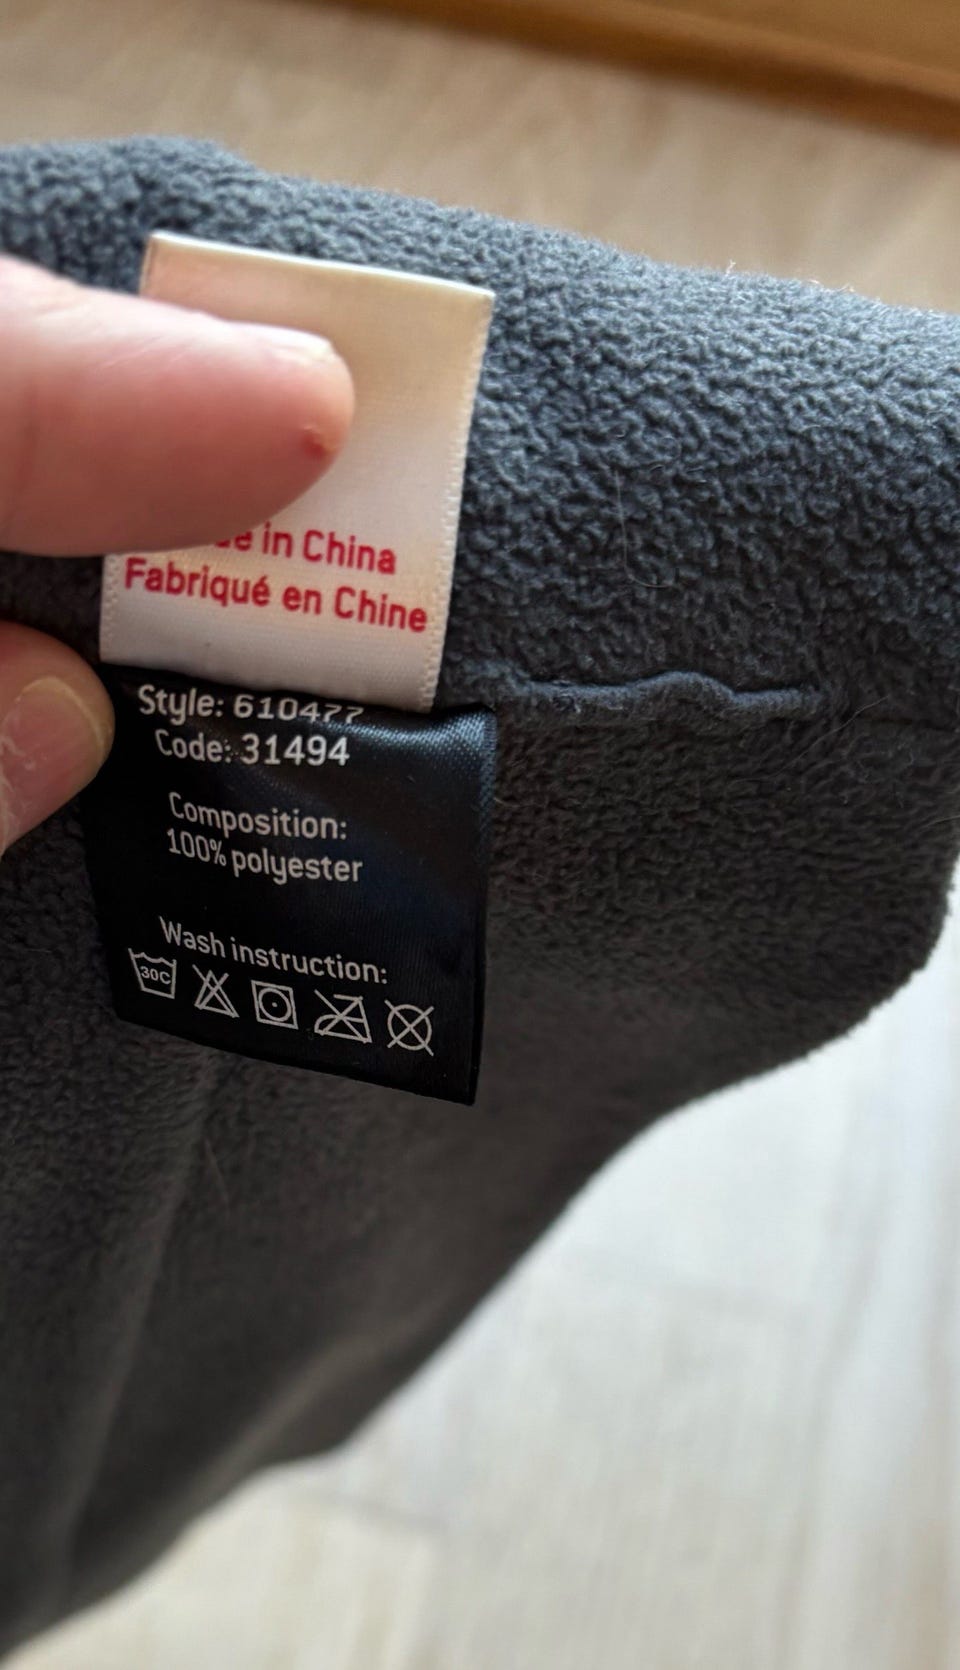 in China
Fabriqué en Chine
Style: 610477
Code: 31494
Composition:
100% polyester
Wash instruction:
30C